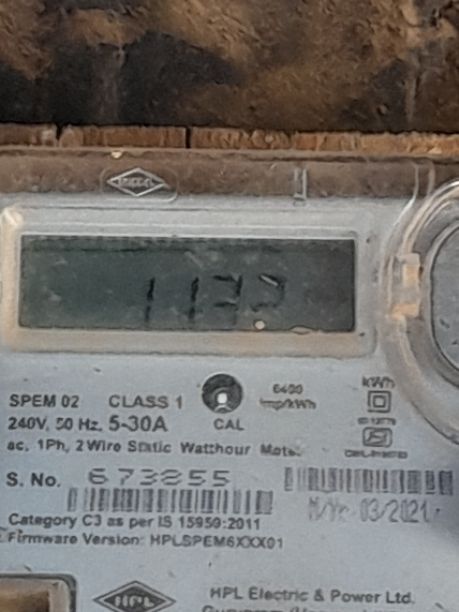 SPEM 02 CLASS 1 6400
imp/kWh kWh
240V, 50 Hz, 5-30A CAL
ac, 1Ph, 2 Wire Static Watthour Meter
S. No. 673855
M/Yr 03/2021
Category C3 as per IS 15959:2011
Firmware Version: HPLSPEM6XXX01
HPL
HPL Electric & Power Ltd.